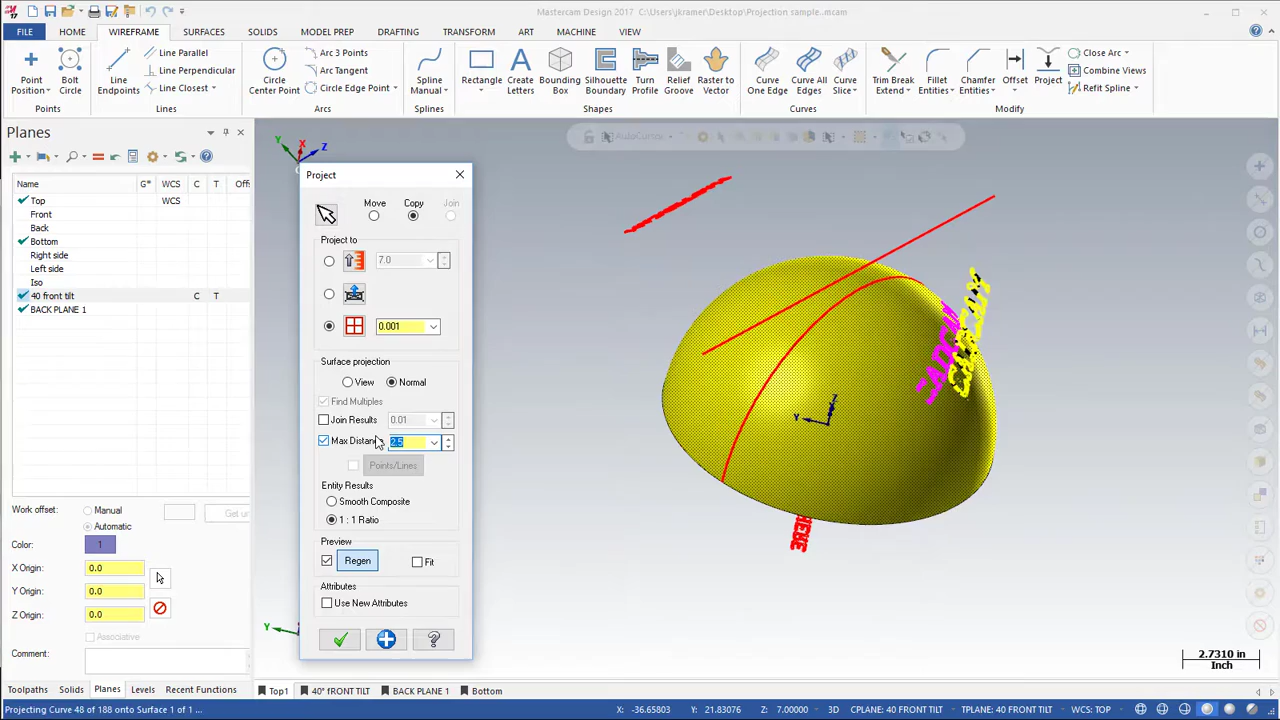 Mastercam Design 2017 - C:\Users\jkramer\Desktop\Projection sample..mcam
FILE HOME WIREFRAME SURFACES SOLIDS MODEL PREP DRAFTING TRANSFORM ART MACHINE VIEW
Point Position
Bolt Circle
Points
Line Endpoints
Line Parallel
Line Perpendicular
Line Closest
Lines
Circle Center Point
Arc 3 Points
Arc Tangent
Circle Edge Point
Arcs
Spline Manual
Splines
Rectangle
Create Letters
Bounding Box
Silhouette Boundary
Turn Profile
Relief Groove
Raster to Vector
Shapes
Curve One Edge
Curve All Edges
Curve Slice
Curves
Trim Break Extend
Fillet Entities
Chamfer Entities
Offset
Project
Close Arc
Combine Views
Refit Spline
Modify
Planes
Name G* WCS C T Offs
Top WCS
Front
Back
Bottom
Right side
Left side
Iso
40 front tilt C T
BACK PLANE 1
Work offset: Manual
Automatic
Color: 1
X Origin: 0.0
Y Origin: 0.0
Z Origin: 0.0
Associative
Comment:
Toolpaths Solids Planes Levels Recent Functions
Project
Move Copy Join
Project to
7.0
0.001
Surface projection
View Normal
Find Multiples
Join Results 0.01
Max Distance 2.5
Points/Lines
Entity Results
Smooth Composite
1 : 1 Ratio
Preview
Regen Fit
Attributes
Use New Attributes
AutoCursor
Y X Z
Z
Y
HERE
Y
2.7310 in
Inch
Top1 40° fRONT TILT BACK PLANE 1 Bottom
Projecting Curve 48 of 188 onto Surface 1 of 1 ...
X: -36.65803 Y: 21.83076 Z: 7.00000 3D CPLANE: 40 FRONT TILT TPLANE: 40 FRONT TILT WCS: TOP